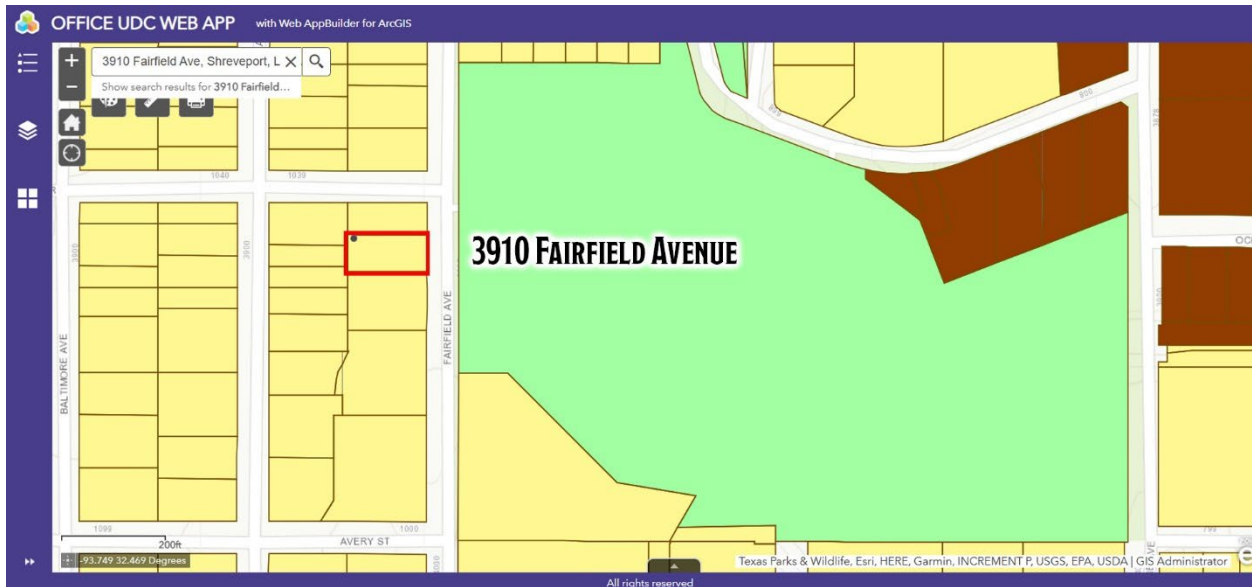 OFFICE UDC WEB APP with Web AppBuilder for ArcGIS
3910 Fairfield Ave, Shreveport, L
Show search results for 3910 Fairfield...
1040
1039
800
3878
3900
3900
3910 FAIRFIELD AVENUE
FAIRFIELD AVE
BALTIMORE AVE
1099
1000
AVERY ST
200ft
-93.749 32.469 Degrees
Texas Parks & Wildlife, Esri, HERE, Garmin, INCREMENT P, USGS, EPA, USDA | GIS Administrator
All rights reserved